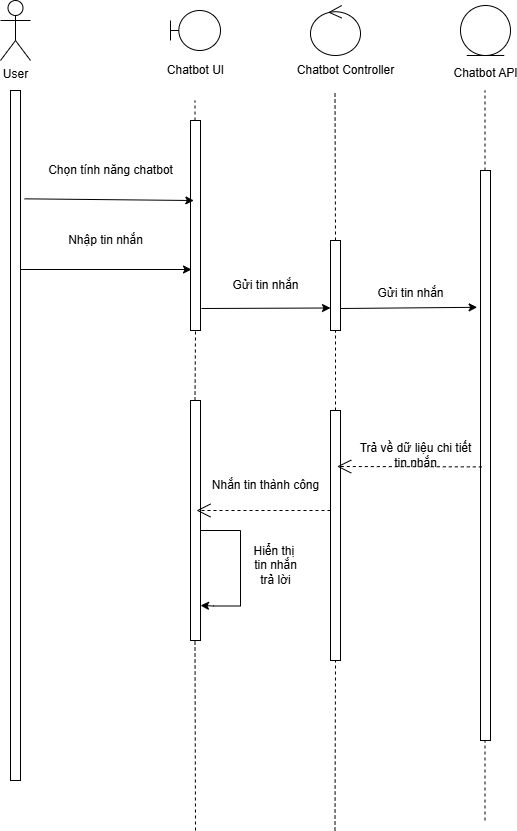 User
Chatbot UI
Chatbot Controller
Chatbot API
Chọn tính năng chatbot
Nhập tin nhắn
Gửi tin nhắn
Gửi tin nhắn
Trả về dữ liệu chi tiết
tin nhắn
Nhắn tin thành công
Hiển thị
tin nhắn
trả lời